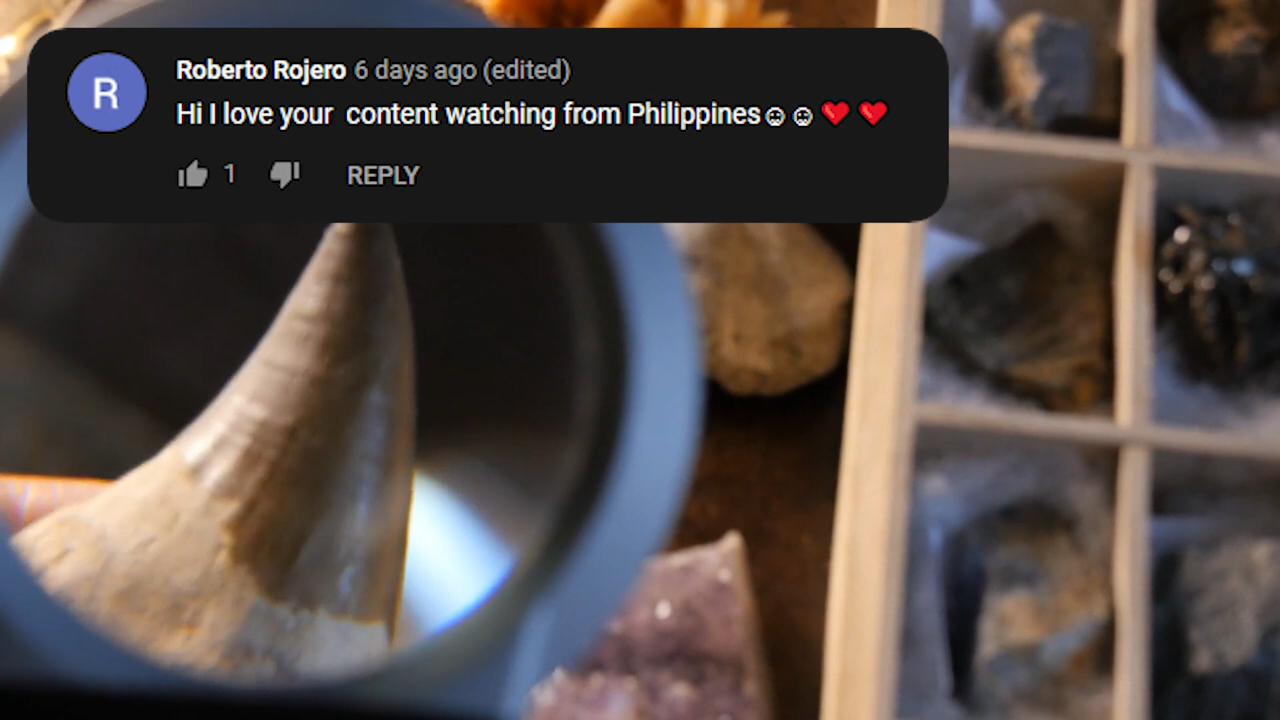 R
Roberto Rojero 6 days ago (edited)
Hi I love your  content watching from Philippines☺☺❤❤
1
REPLY